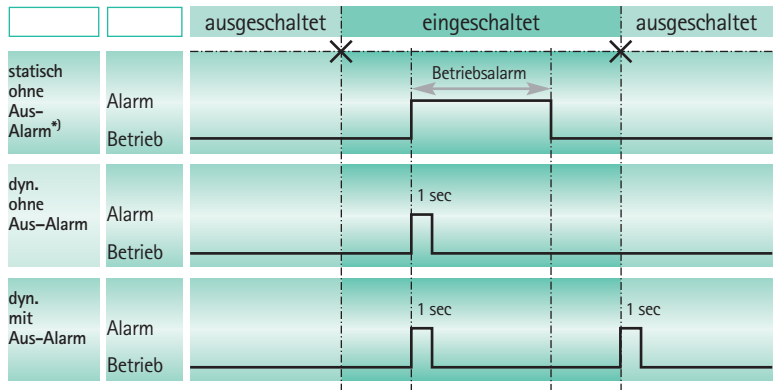 ausgeschaltet eingeschaltet ausgeschaltet
statisch
ohne
Aus-
Alarm*)
Alarm
Betrieb
Betriebsalarm
dyn.
ohne
Aus–Alarm
Alarm
Betrieb
1 sec
dyn.
mit
Aus-Alarm
Alarm
Betrieb
1 sec
1 sec